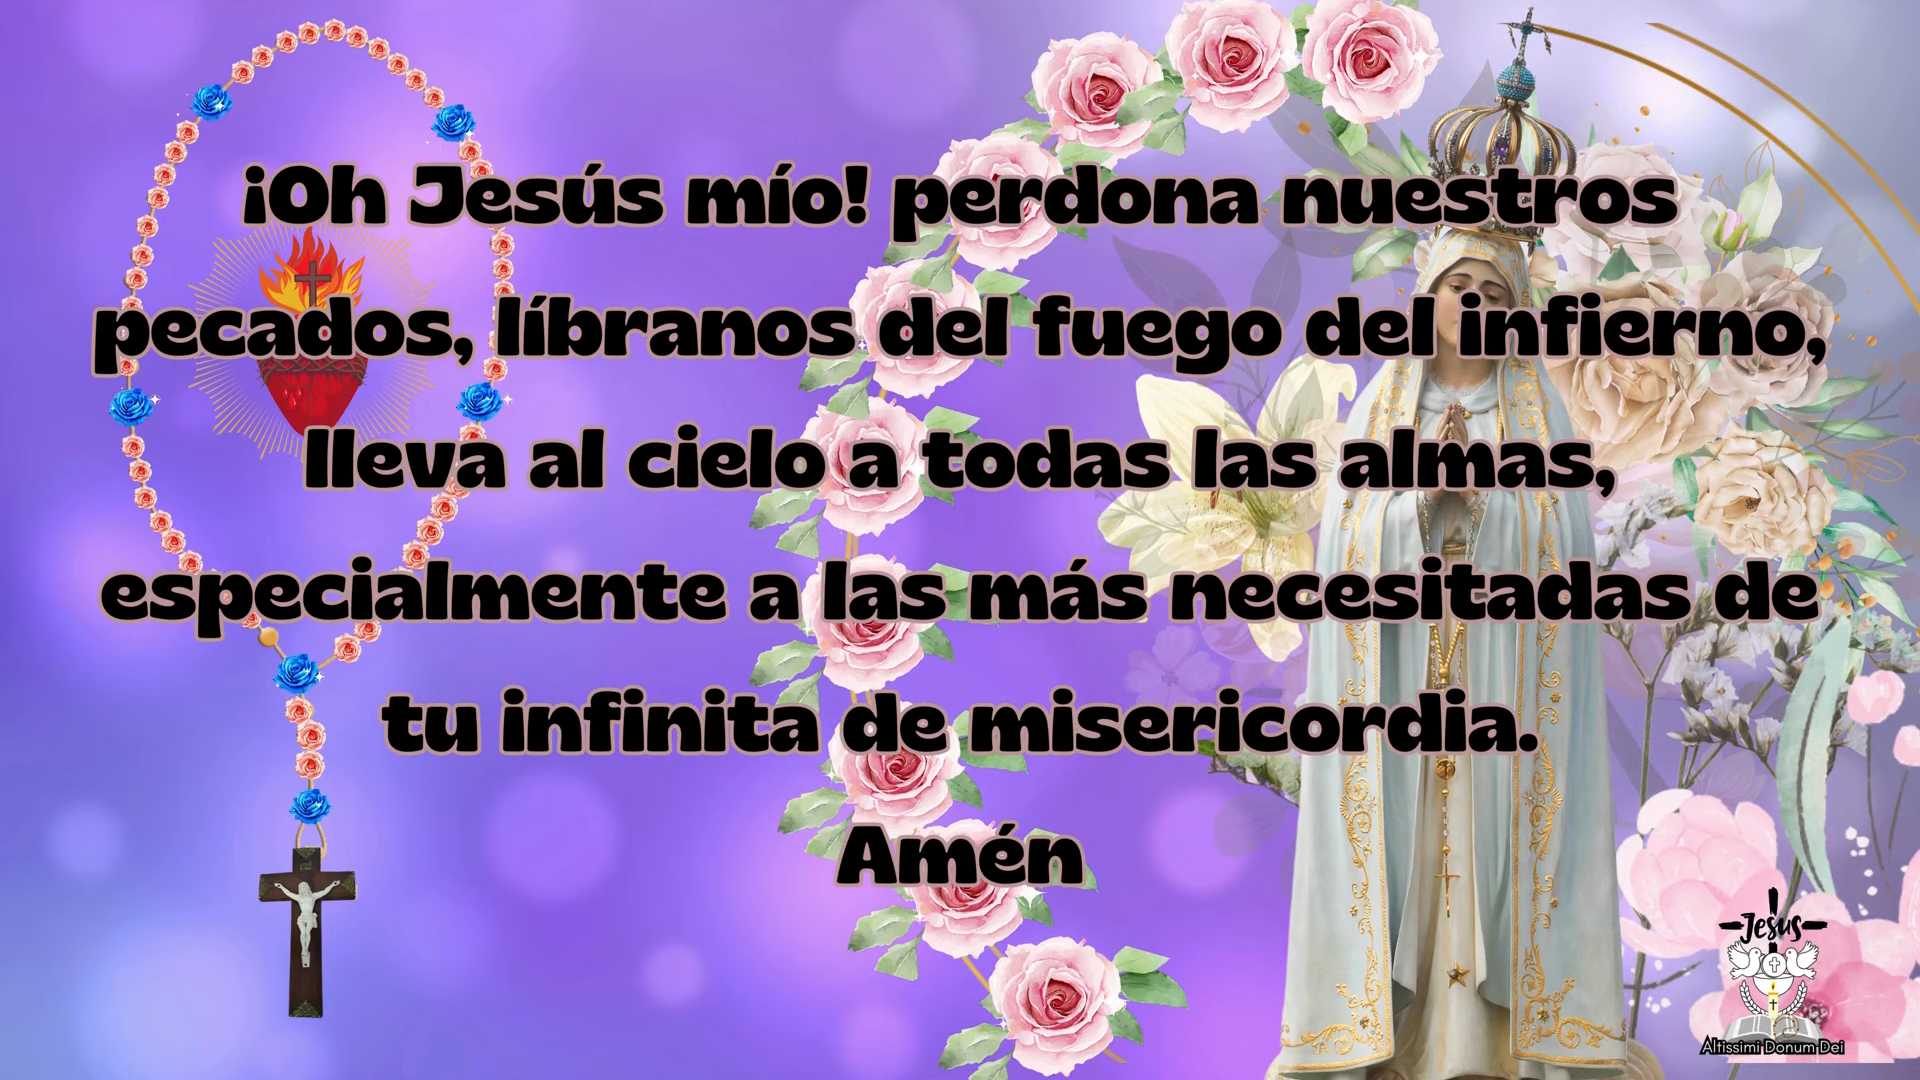 ¡Oh Jesús mío! perdona nuestros
pecados, líbranos del fuego del infierno,
lleva al cielo a todas las almas,
especialmente a las más necesitadas de
tu infinita de misericordia.
Amén
Jesus
Altissimi Donum Dei